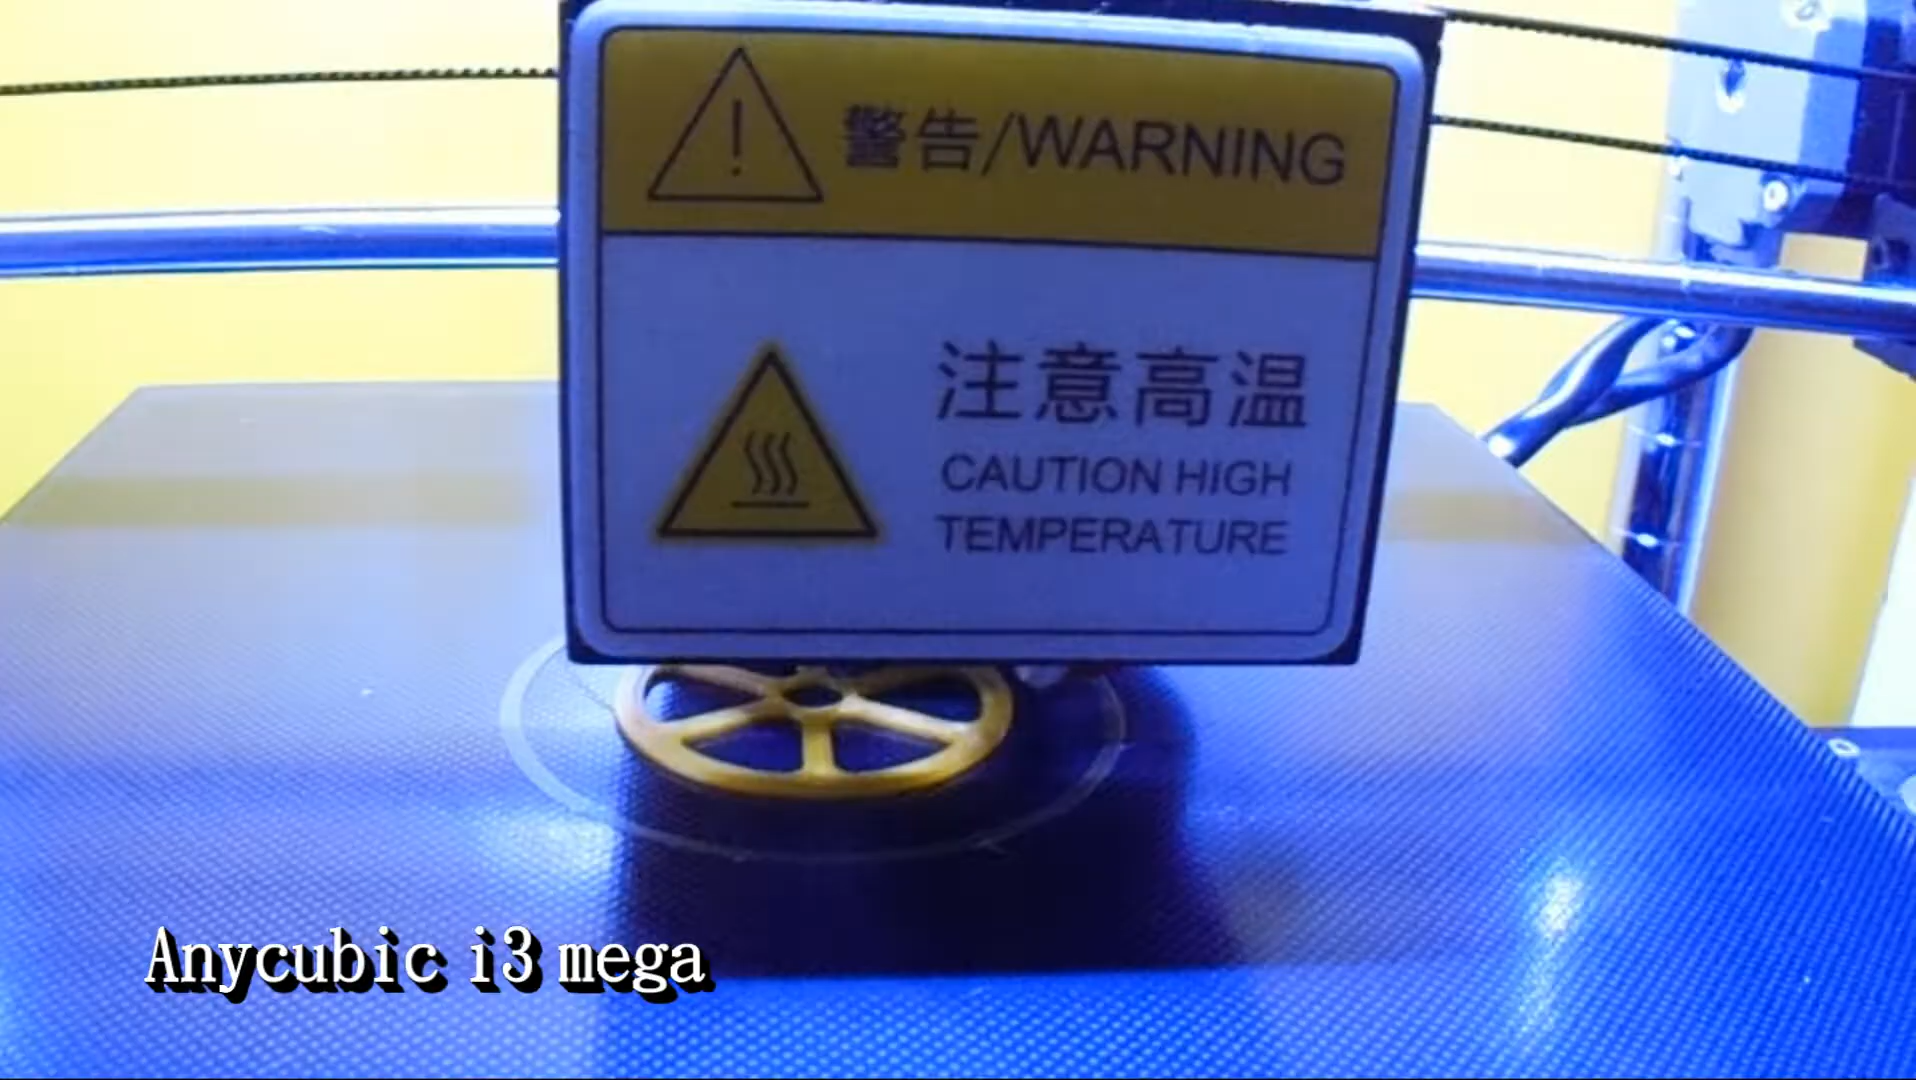 警告/WARNING
注意高温
CAUTION HIGH
TEMPERATURE
Anycubic i3 mega